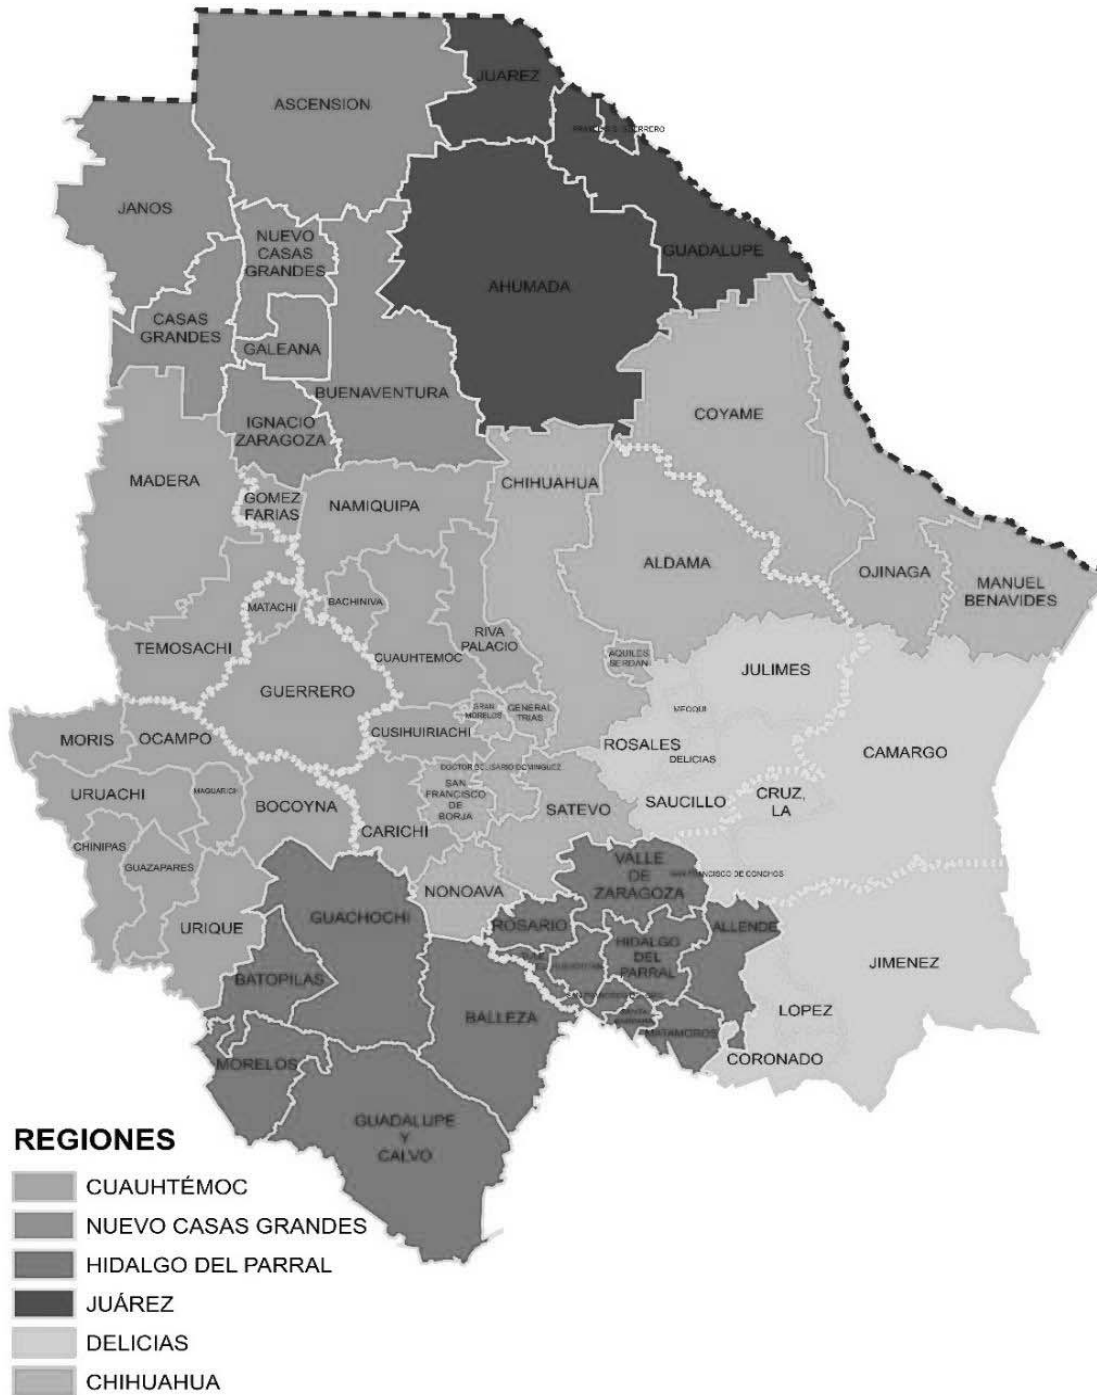 JUAREZ
ASCENSION
GUERRERO
JANOS
NUEVO
CASAS
GRANDES
GUADALUPE
AHUMADA
CASAS
GRANDES
GALEANA
BUENAVENTURA
COYAME
IGNACIO
ZARAGOZA
MADERA
CHIHUAHUA
GOMEZ
FARIAS
NAMIQUIPA
ALDAMA
OJINAGA
MANUEL
BENAVIDES
MATACHI
BACHINIVA
TEMOSACHI
RIVA
PALACIO
CUAUHTEMOC
AQUILES
SERDAN
JULIMES
GUERRERO
GRAN
MORELOS
GENERAL
TRIAS
MEOQUI
MORIS
OCAMPO
CUSIHUIRIACHI
ROSALES
DELICIAS
CAMARGO
DOCTOR BELISARIO DOMINGUEZ
URUACHI
MAGUARICHI
BOCOYNA
SAN
FRANCISCO
DE
BORJA
SATEVO
SAUCILLO
CRUZ,
LA
CARICHI
CHINIPAS
GUAZAPARES
NONOAVA
VALLE
DE
ZARAGOZA
SAN FRANCISCO DE CONCHOS
URIQUE
GUACHOCHI
ROSARIO
ALLENDE
HIDALGO
DEL
PARRAL
JIMENEZ
BATOPILAS
BALLEZA
LOPEZ
MATAMOROS
CORONADO
MORELOS
GUADALUPE
Y
CALVO
REGIONES
CUAUHTÉMOC
NUEVO CASAS GRANDES
HIDALGO DEL PARRAL
JUÁREZ
DELICIAS
CHIHUAHUA